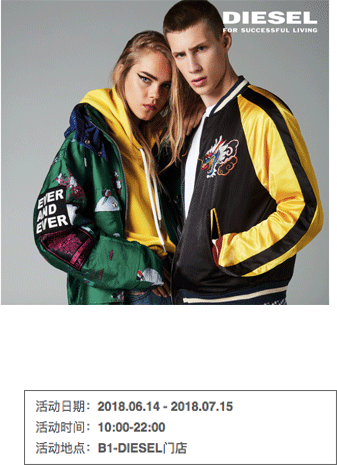 DIESEL
FOR SUCCESSFUL LIVING
EVER
AND
EVER
活动日期：2018.06.14 - 2018.07.15
活动时间：10:00-22:00
活动地点：B1-DIESEL门店